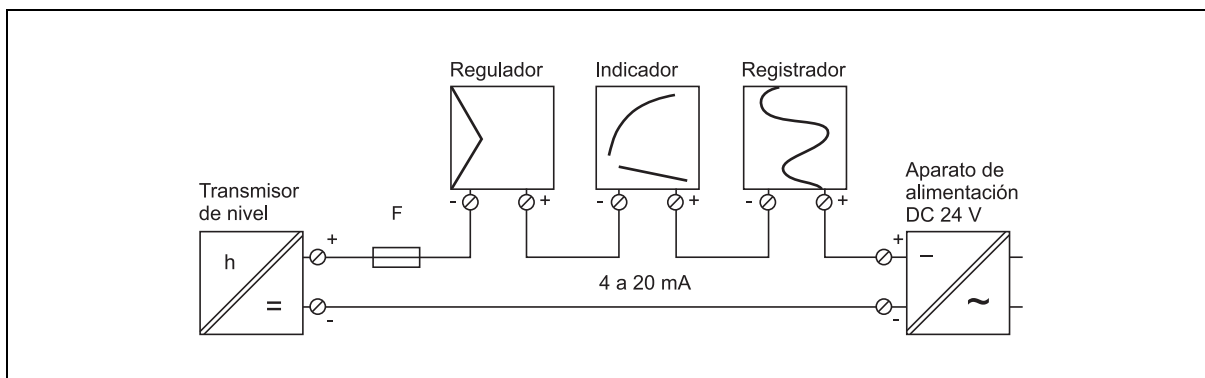 Regulador
Indicador
Registrador
Transmisor
de nivel
F
Aparato de
alimentación
DC 24 V
- +
- +
- +
+
+
h
–
4 a 20 mA
=
~
-
-